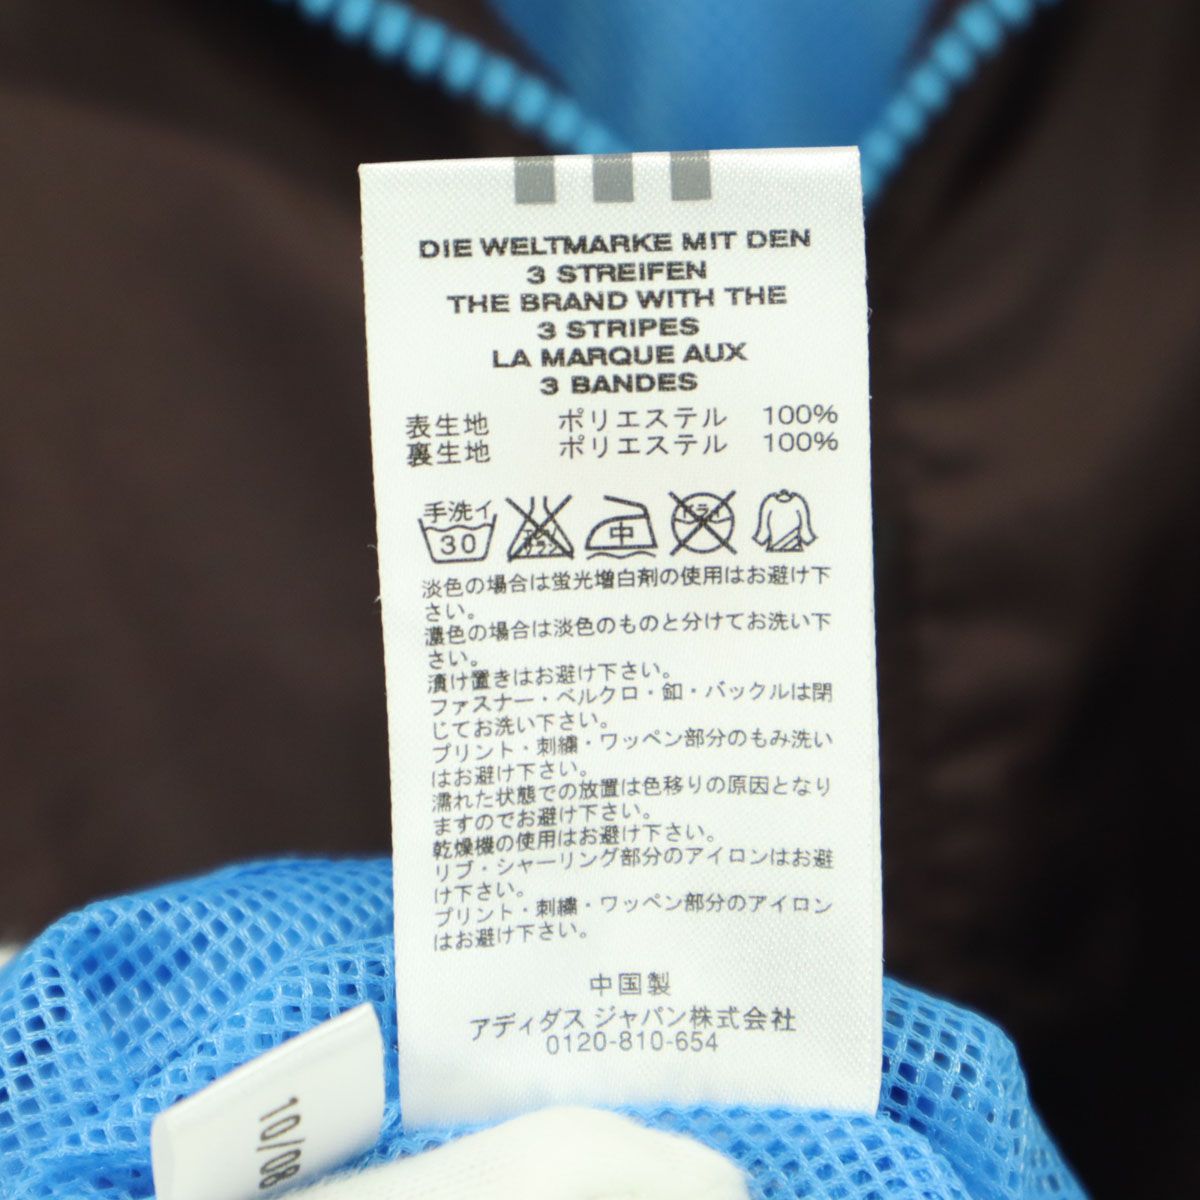 DIE WELTMARKE MIT DEN
3 STREIFEN
THE BRAND WITH THE
3 STRIPES
LA MARQUE AUX
3 BANDES
表生地 ポリエステル 100%
裏生地 ポリエステル 100%
手洗イ
30
エンソ
サラシ
中
ドライ
淡色の場合は蛍光増白剤の使用はお避け下
さい。
濃色の場合は淡色のものと分けてお洗い下
さい。
漬け置きはお避け下さい。
ファスナー・ベルクロ・釦・バックルは閉
じてお洗い下さい。
プリント・刺繍・ワッペン部分のもみ洗い
はお避け下さい。
濡れた状態での放置は色移りの原因となり
ますのでお避け下さい。
乾燥機の使用はお避け下さい。
リブ・シャーリング部分のアイロンはお避
け下さい。
プリント・刺繍・ワッペン部分のアイロン
はお避け下さい。
中国製
アディダス ジャパン株式会社
0120-810-654
10/08